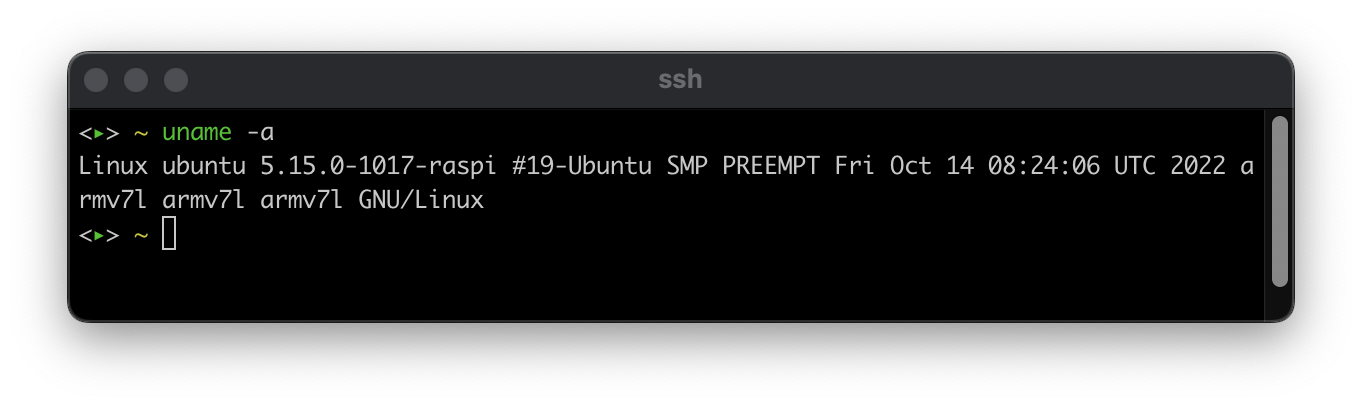 ssh
<▸> ~ uname -a
Linux ubuntu 5.15.0-1017-raspi #19-Ubuntu SMP PREEMPT Fri Oct 14 08:24:06 UTC 2022 a
rmv7l armv7l armv7l GNU/Linux
<▸> ~